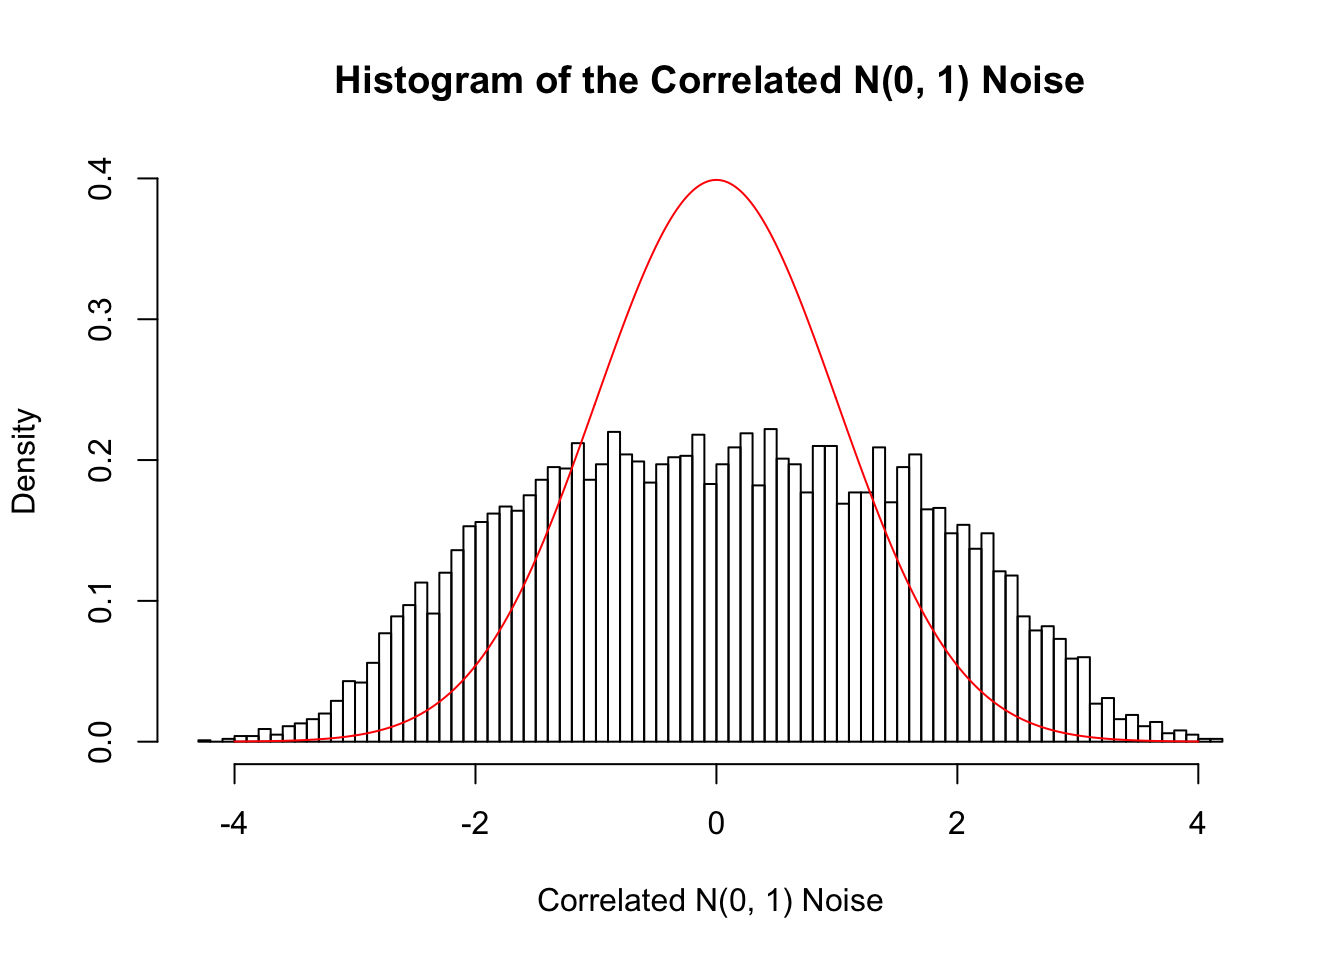 Histogram of the Correlated N(0, 1) Noise
Density
0.4
0.3
0.2
0.1
0.0
-4 -2 0 2 4
Correlated N(0, 1) Noise